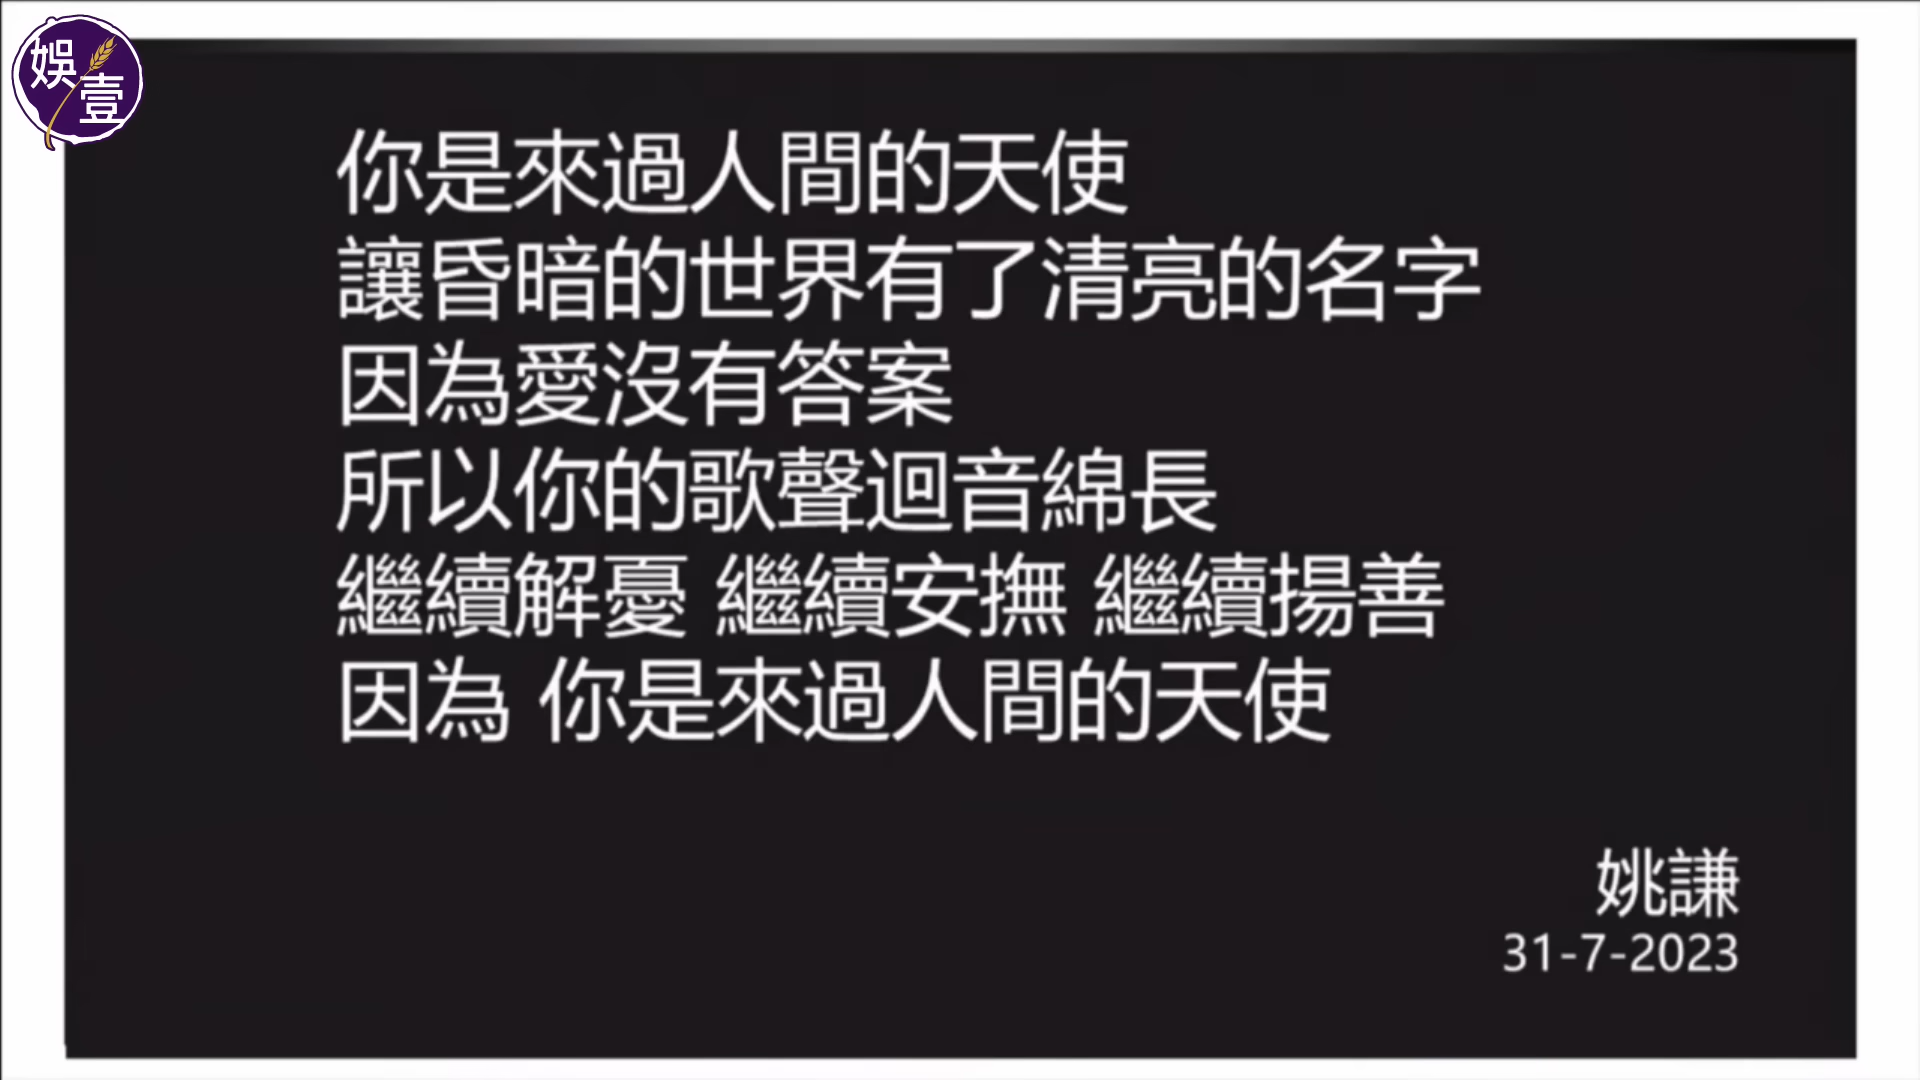 娛壹
你是來過人間的天使
讓昏暗的世界有了清亮的名字
因為愛沒有答案
所以你的歌聲迴音綿長
繼續解憂 繼續安撫 繼續揚善
因為 你是來過人間的天使
姚謙
31-7-2023